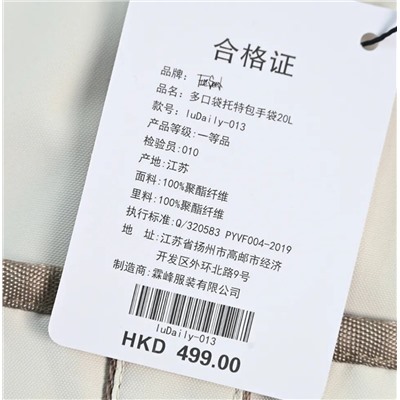 合格证
品牌:
品名: 多口袋托特包手袋20L
款号: luDaily-013
产品等级:一等品
检验员:010
产地:江苏
面料:100%聚酯纤维
里料:100%聚酯纤维
执行标准:Q/320583 PYVF004-2019
地 址: 江苏省扬州市高邮市经济
开发区外环北路9号
制造商:霖峰服装有限公司
luDaily-013
HKD 499.00